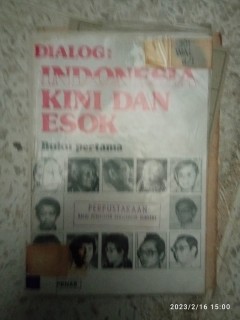 DIALOG:
INDONESIA
KINI DAN
ESOK
Buku pertama
PERPUSTAKAAN
2023/2/16 15:00